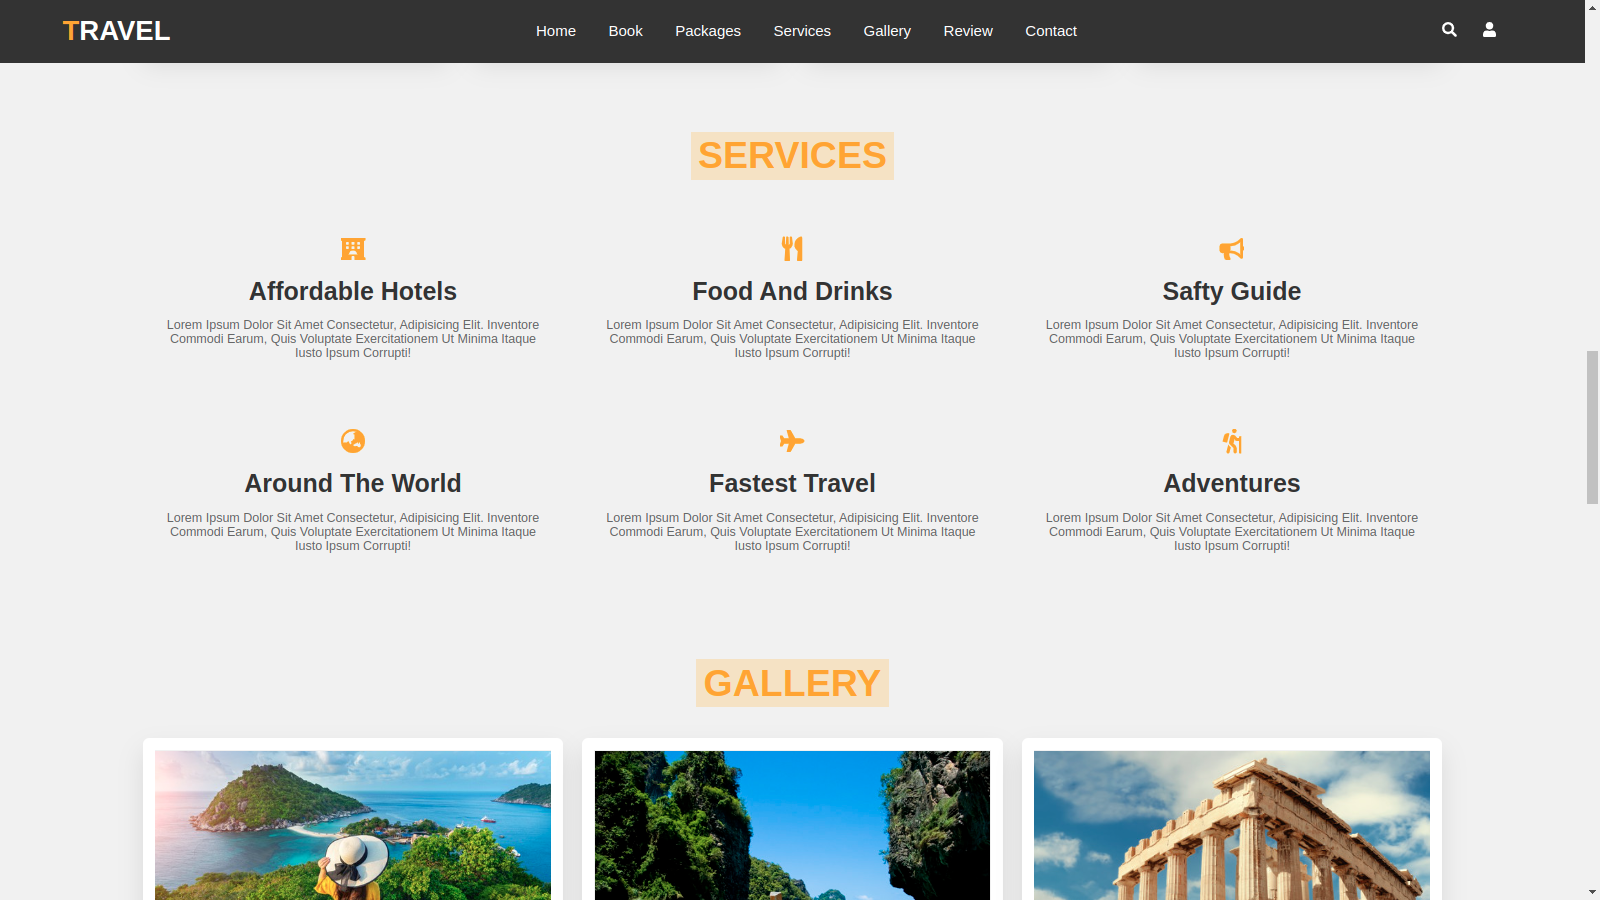 TRAVEL
Home Book Packages Services Gallery Review Contact
SERVICES
Affordable Hotels
Lorem Ipsum Dolor Sit Amet Consectetur, Adipisicing Elit. Inventore
Commodi Earum, Quis Voluptate Exercitationem Ut Minima Itaque
Iusto Ipsum Corrupti!
Food And Drinks
Lorem Ipsum Dolor Sit Amet Consectetur, Adipisicing Elit. Inventore
Commodi Earum, Quis Voluptate Exercitationem Ut Minima Itaque
Iusto Ipsum Corrupti!
Safty Guide
Lorem Ipsum Dolor Sit Amet Consectetur, Adipisicing Elit. Inventore
Commodi Earum, Quis Voluptate Exercitationem Ut Minima Itaque
Iusto Ipsum Corrupti!
Around The World
Lorem Ipsum Dolor Sit Amet Consectetur, Adipisicing Elit. Inventore
Commodi Earum, Quis Voluptate Exercitationem Ut Minima Itaque
Iusto Ipsum Corrupti!
Fastest Travel
Lorem Ipsum Dolor Sit Amet Consectetur, Adipisicing Elit. Inventore
Commodi Earum, Quis Voluptate Exercitationem Ut Minima Itaque
Iusto Ipsum Corrupti!
Adventures
Lorem Ipsum Dolor Sit Amet Consectetur, Adipisicing Elit. Inventore
Commodi Earum, Quis Voluptate Exercitationem Ut Minima Itaque
Iusto Ipsum Corrupti!
GALLERY